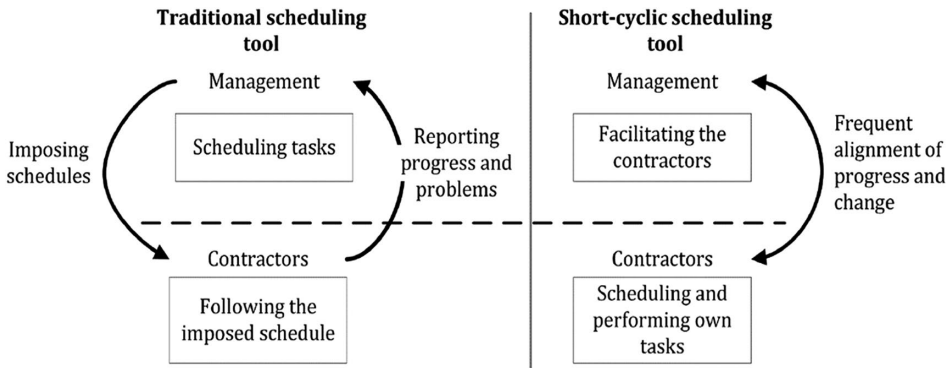 Traditional scheduling
tool
Management
Scheduling tasks
Imposing
schedules
Reporting
progress and
problems
Contractors
Following the
imposed schedule
Short-cyclic scheduling
tool
Management
Facilitating the
contractors
Frequent
alignment of
progress and
change
Contractors
Scheduling and
performing own
tasks